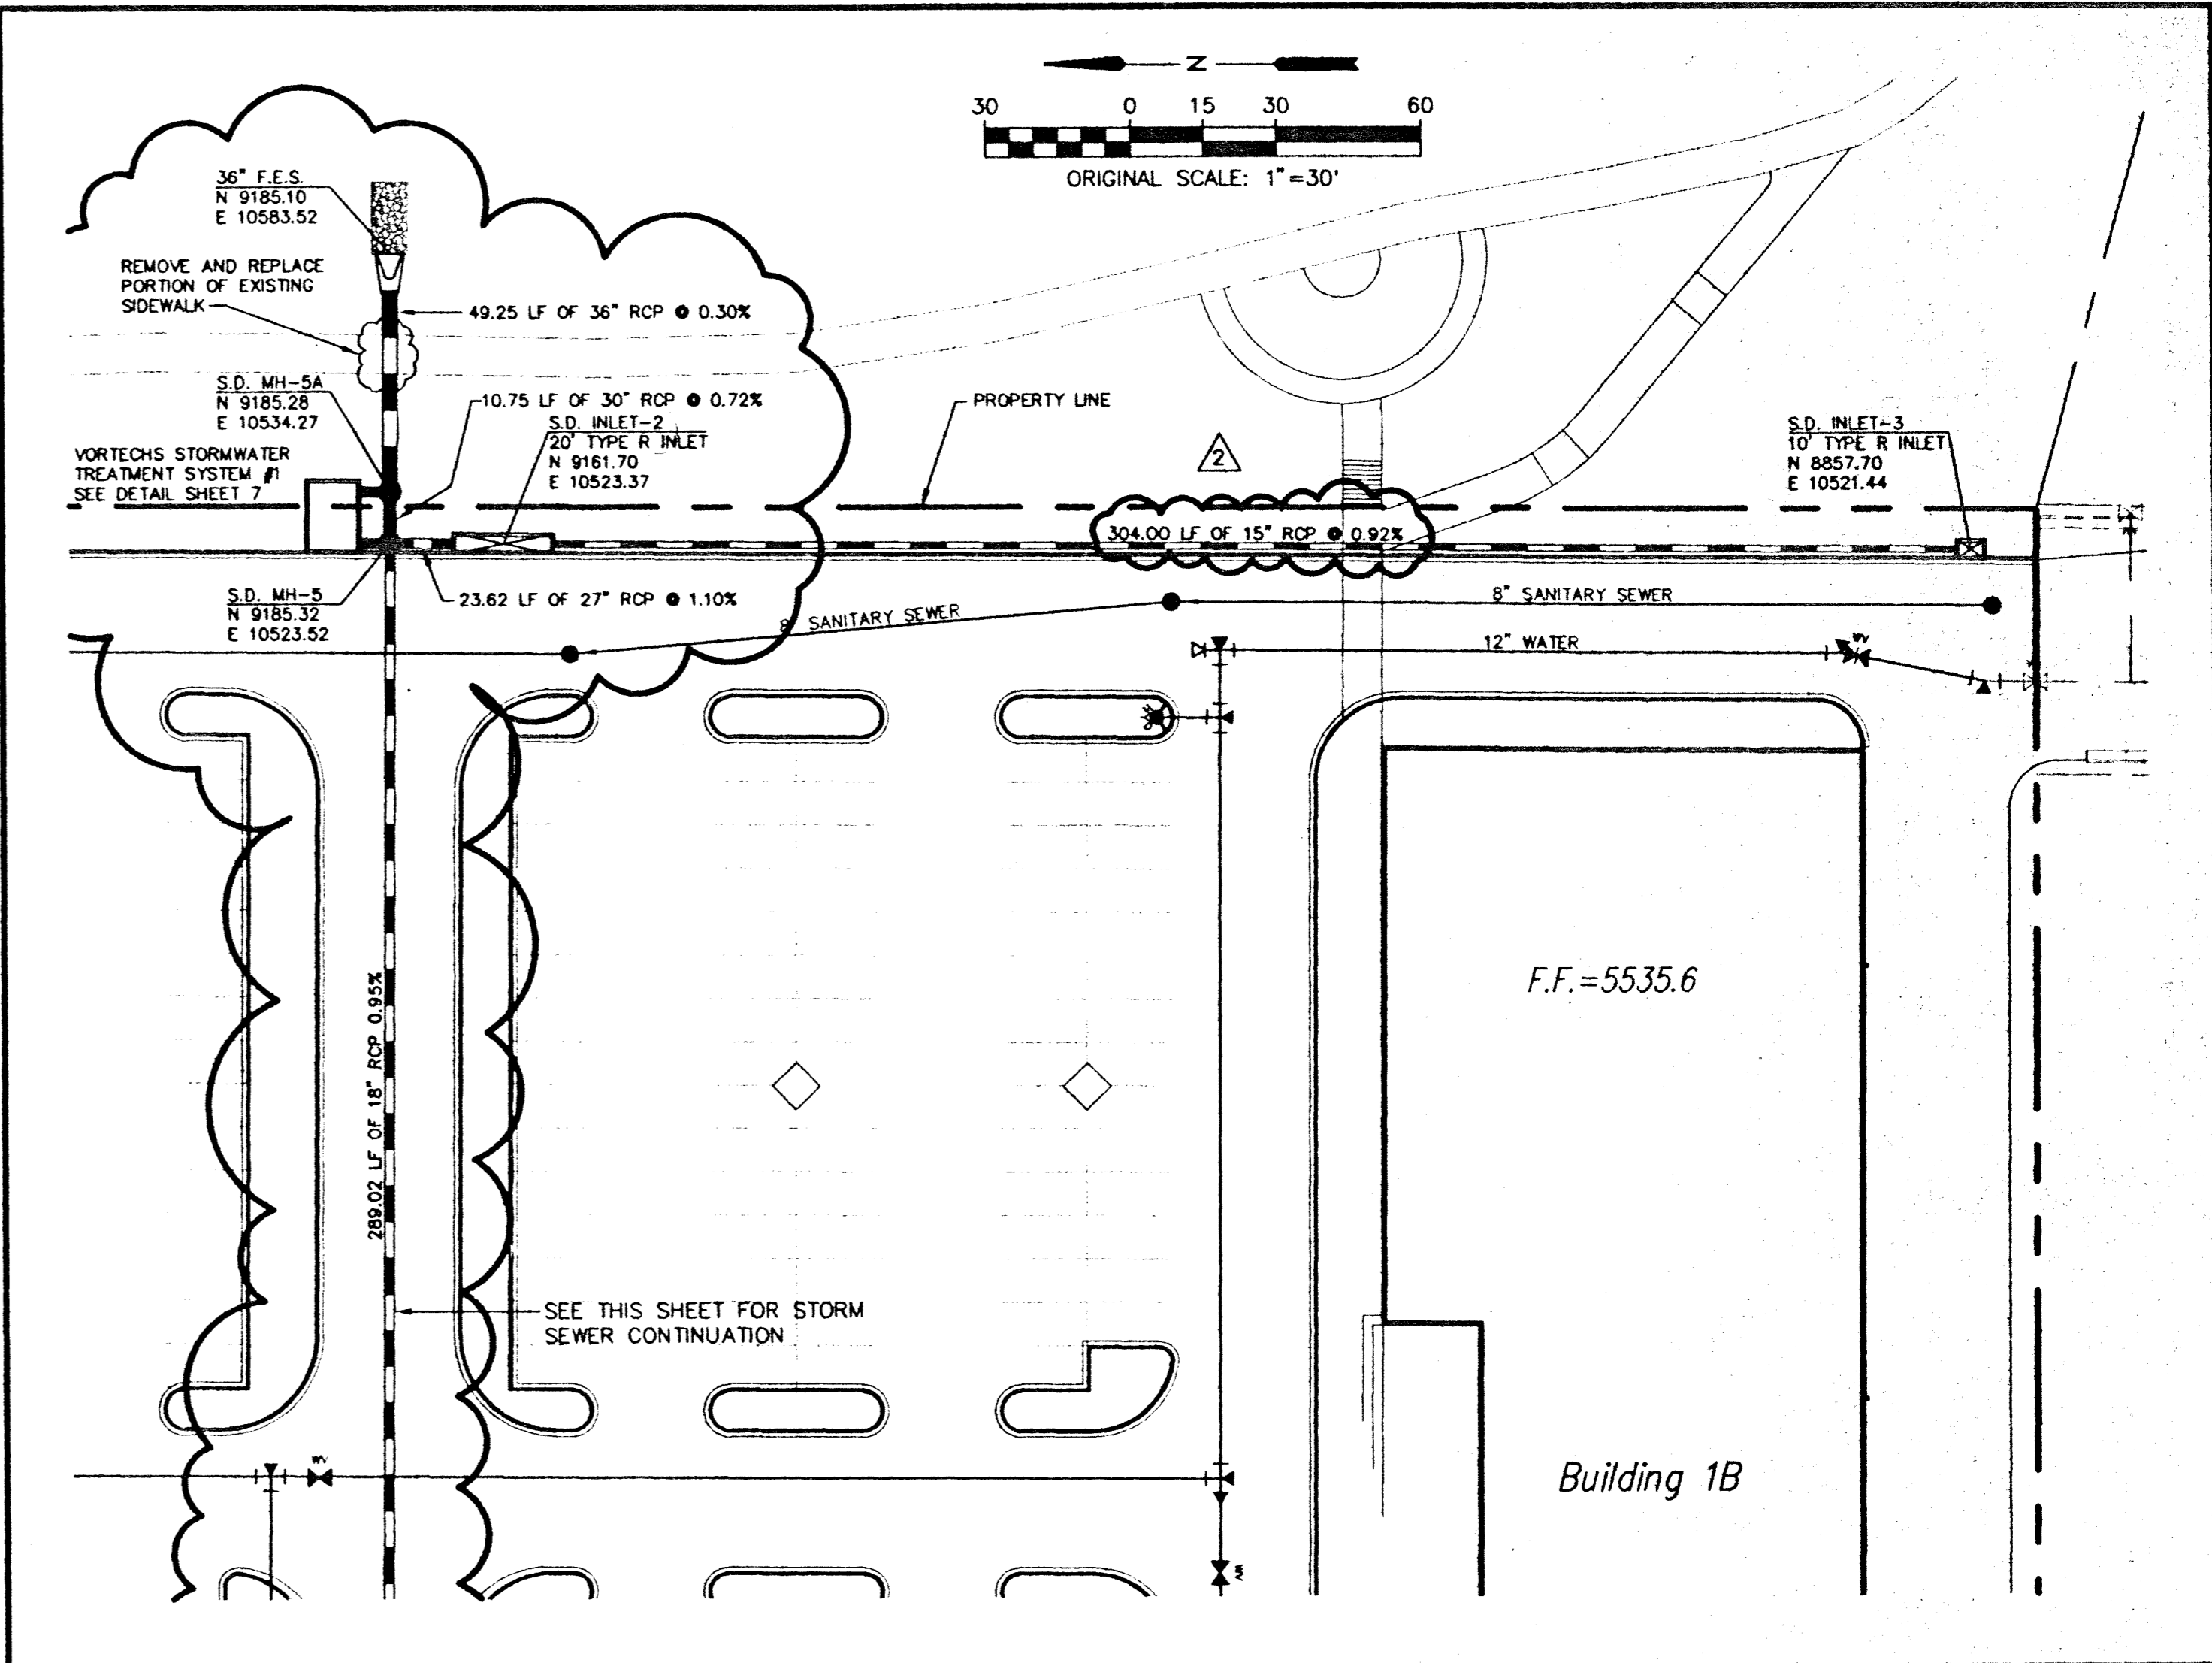 N
30 0 15 30 60
ORIGINAL SCALE: 1"=30'
36" F.E.S.
N 9185.10
E 10583.52
REMOVE AND REPLACE
PORTION OF EXISTING
SIDEWALK
49.25 LF OF 36" RCP @ 0.30%
S.D. MH-5A
N 9185.28
E 10534.27
10.75 LF OF 30" RCP @ 0.72%
S.D. INLET-2
20' TYPE R INLET
N 9161.70
E 10523.37
PROPERTY LINE
VORTECHS STORMWATER
TREATMENT SYSTEM #1
SEE DETAIL SHEET 7
2
S.D. INLET-3
10' TYPE R INLET
N 8857.70
E 10521.44
304.00 LF OF 15" RCP @ 0.92%
S.D. MH-5
N 9185.32
E 10523.52
23.62 LF OF 27" RCP @ 1.10%
8" SANITARY SEWER
8" SANITARY SEWER
12" WATER
WV
F.F.=5535.6
289.02 LF OF 18" RCP 0.95%
SEE THIS SHEET FOR STORM
SEWER CONTINUATION
WV
Building 1B
WV